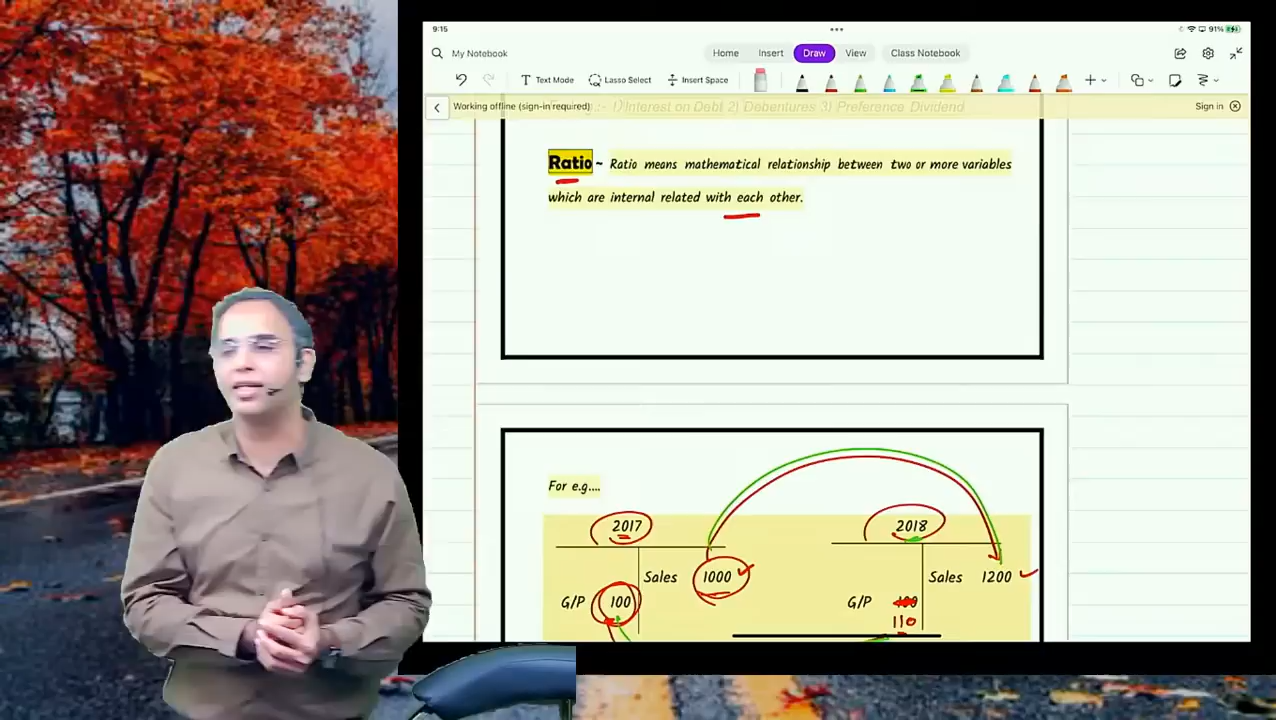 9:15
91%
My Notebook
Home Insert Draw View Class Notebook
Text Mode Lasso Select Insert Space
Working offline (sign-in required)
:- 1) Interest on Debt 2) Debentures 3) Preference Dividend
Sign in
Ratio ~ Ratio means mathematical relationship between two or more variables
which are internal related with each other.
For e.g....
2017 2018
Sales 1000 Sales 1200
G/P 100 G/P 100
110